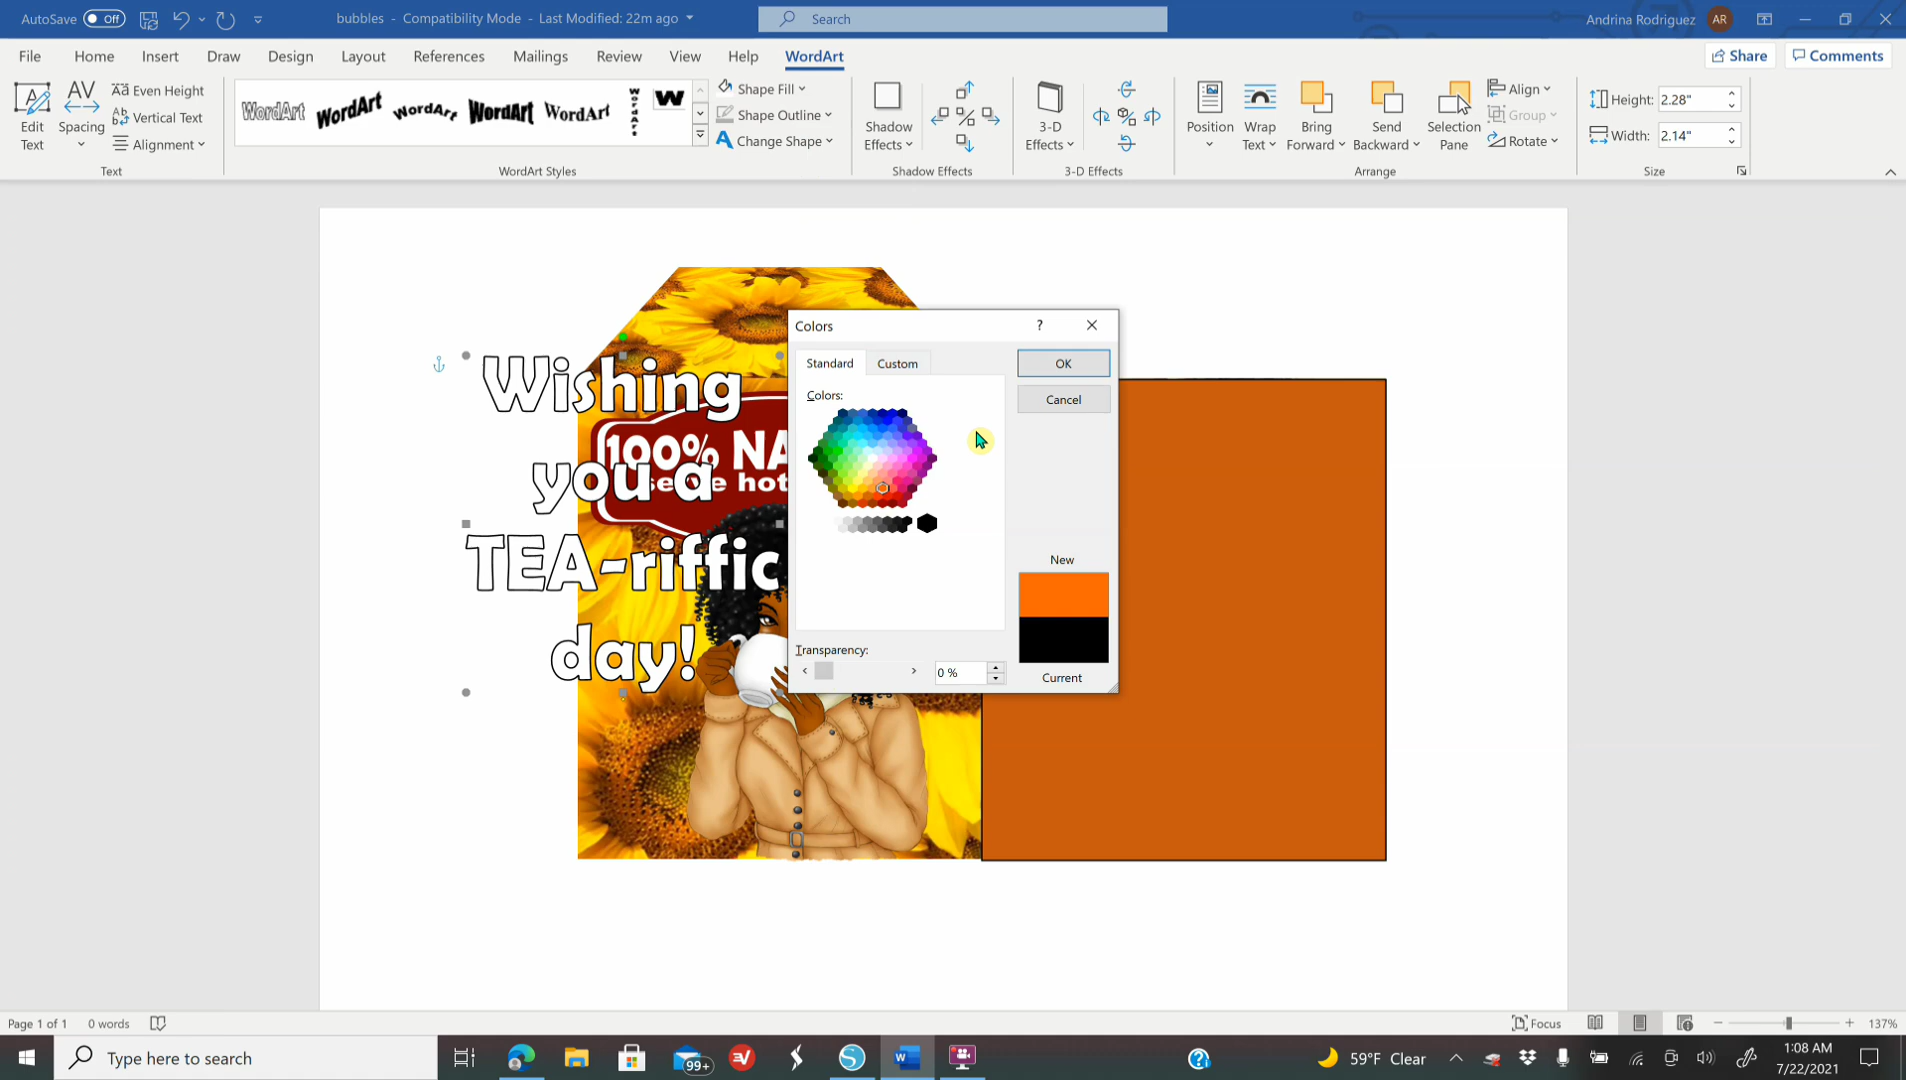 AutoSave Off bubbles - Compatibility Mode - Last Modified: 22m ago Search Andrina Rodriguez AR
File Home Insert Draw Design Layout References Mailings Review View Help WordArt Share Comments
Edit Text
AV Spacing
Aa Even Height
Vertical Text
Alignment
Text
WordArt WordArt WordArt WordArt WordArt WordArt W
Shape Fill
Shape Outline
Change Shape
WordArt Styles
Shadow Effects
Shadow Effects
3-D Effects
3-D Effects
Position
Wrap Text
Bring Forward
Send Backward
Selection Pane
Align
Group
Rotate
Arrange
Height: 2.28"
Width: 2.14"
Size
Wishing
you a
TEA-riffic
day!
100% NA
serve hot
Colors ?
Standard Custom
OK
Cancel
Colors:
New
Current
Transparency:
0 %
Page 1 of 1 0 words Focus 137%
Type here to search 99+ 59°F Clear 1:08 AM
7/22/2021